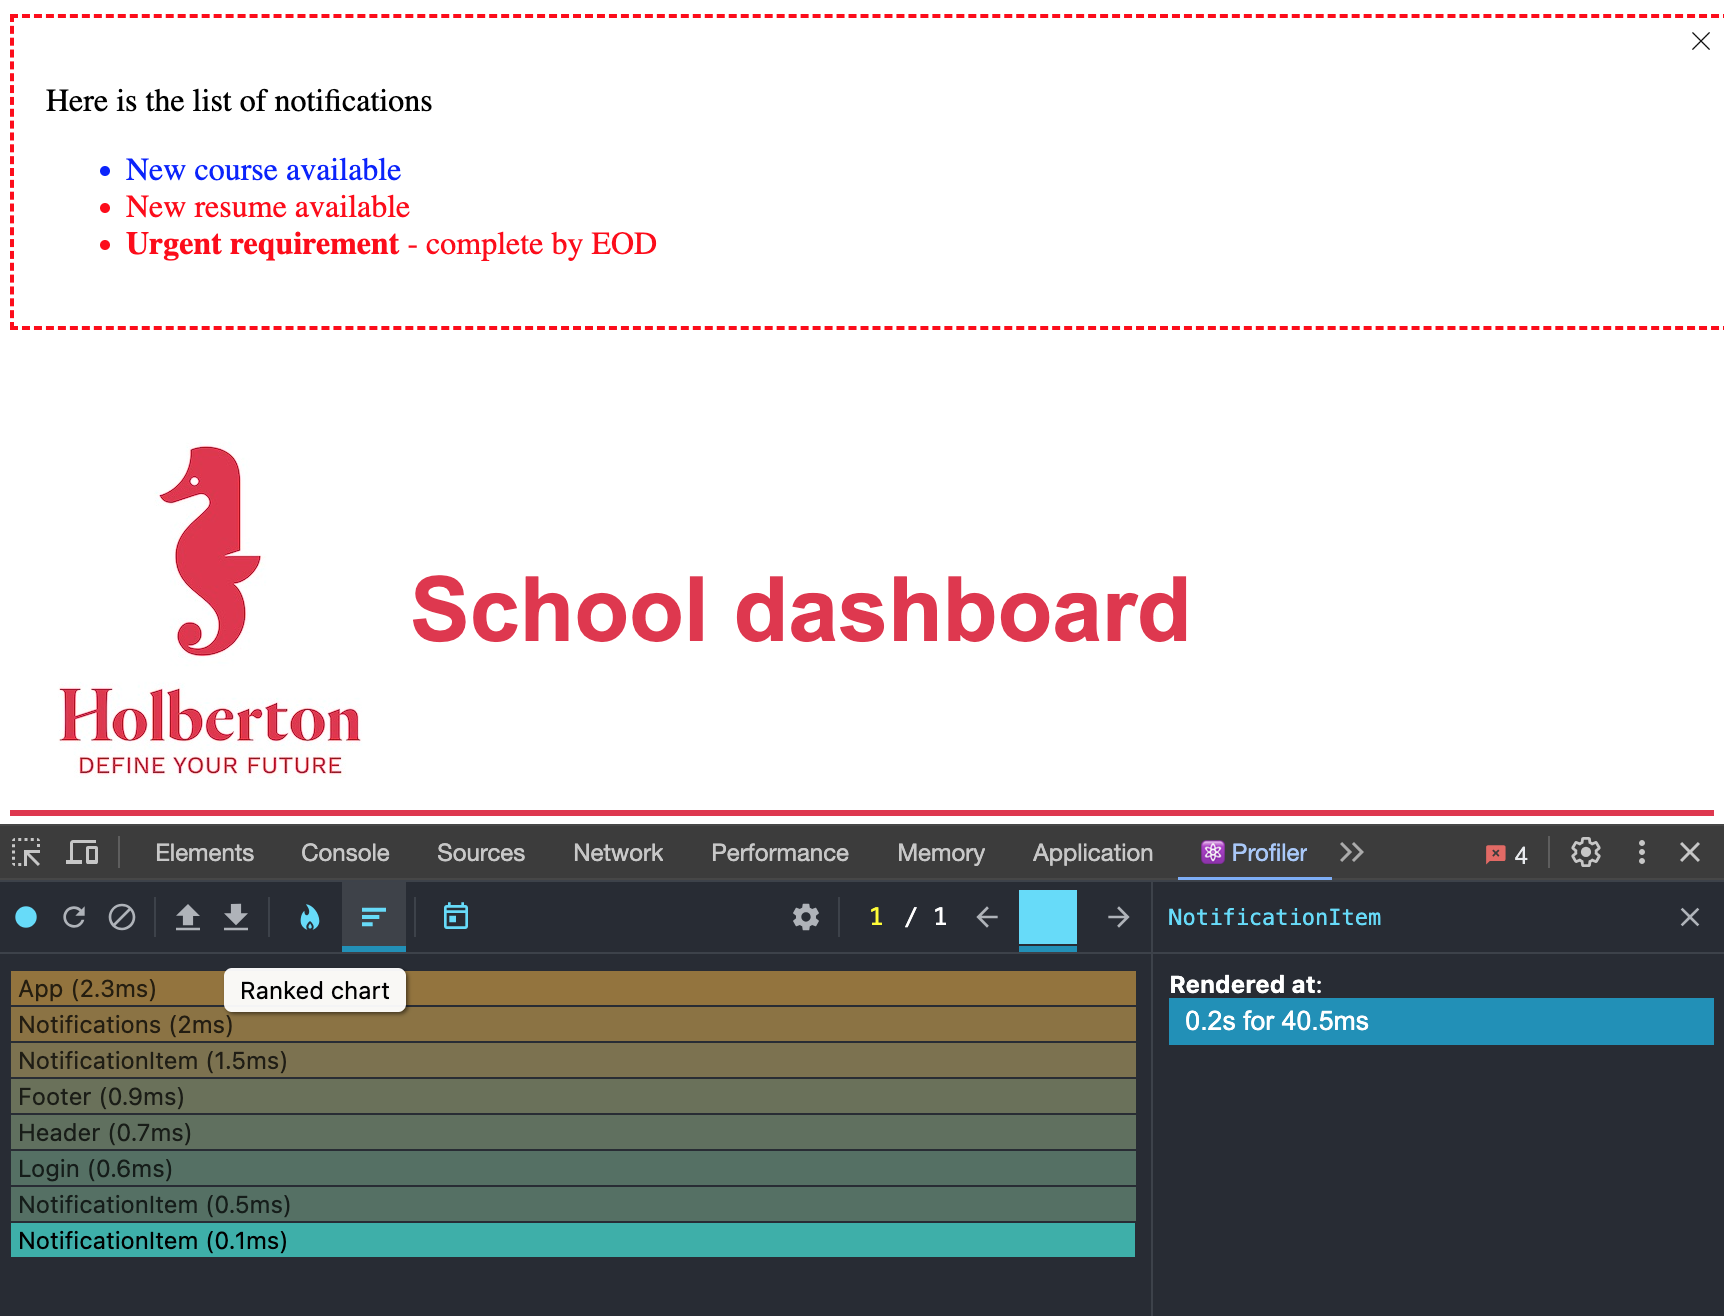 Here is the list of notifications
New course available
New resume available
Urgent requirement - complete by EOD
School dashboard
Holberton
DEFINE YOUR FUTURE
Elements Console Sources Network Performance Memory Application Profiler 4
1 / 1 NotificationItem
Ranked chart
App (2.3ms)
Notifications (2ms)
NotificationItem (1.5ms)
Footer (0.9ms)
Header (0.7ms)
Login (0.6ms)
NotificationItem (0.5ms)
NotificationItem (0.1ms)
Rendered at:
0.2s for 40.5ms